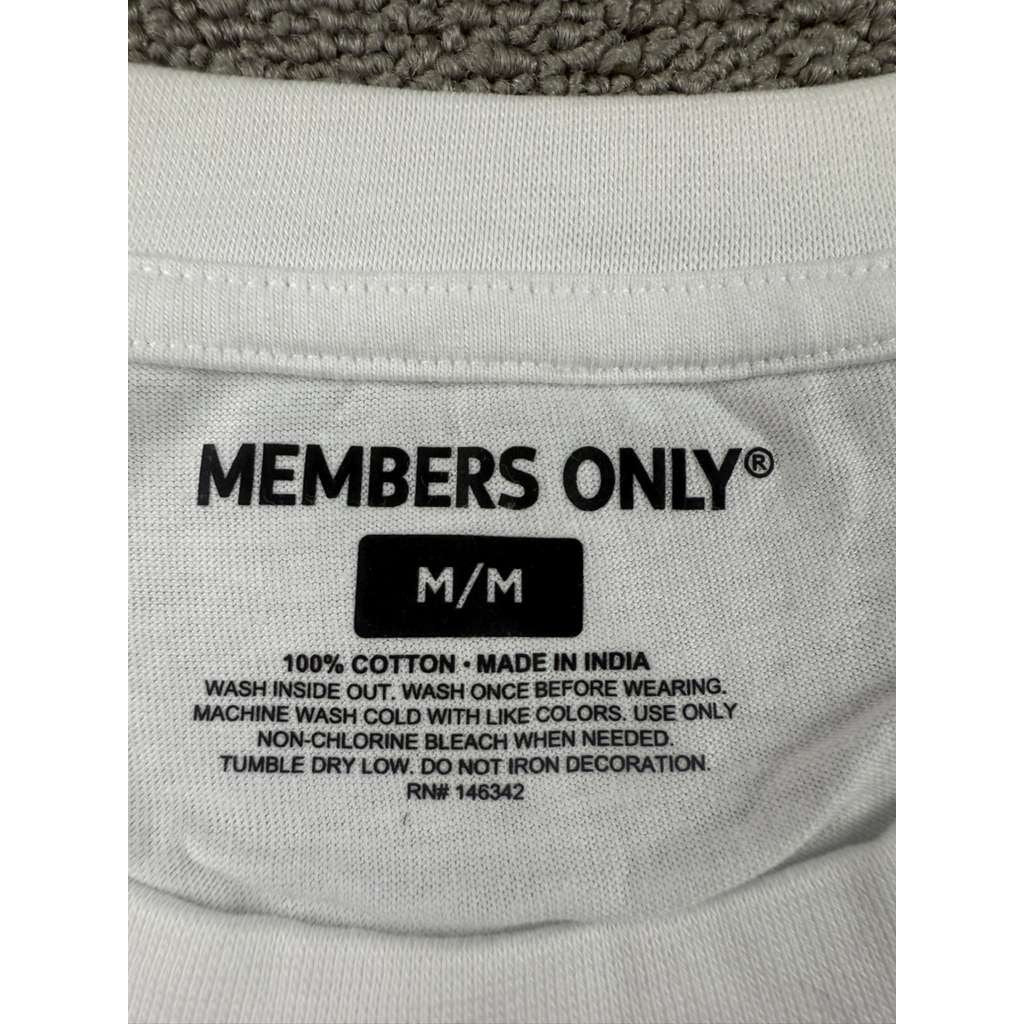 MEMBERS ONLY®
M/M
100% COTTON • MADE IN INDIA
WASH INSIDE OUT. WASH ONCE BEFORE WEARING.
MACHINE WASH COLD WITH LIKE COLORS. USE ONLY
NON-CHLORINE BLEACH WHEN NEEDED.
TUMBLE DRY LOW. DO NOT IRON DECORATION.
RN# 146342